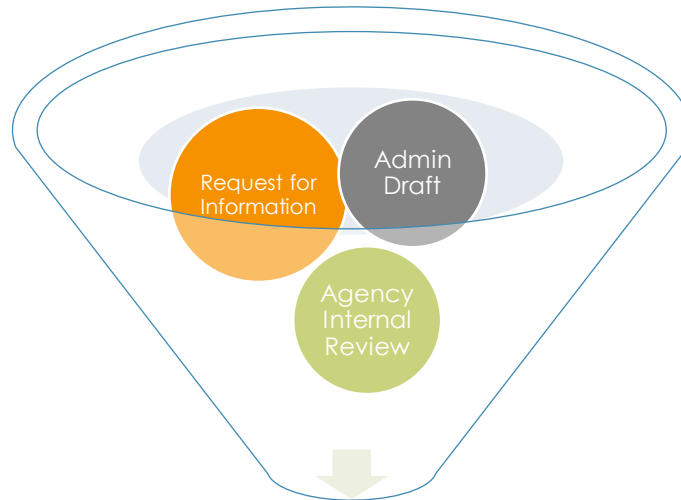 Request for
Information
Admin
Draft
Agency
Internal
Review